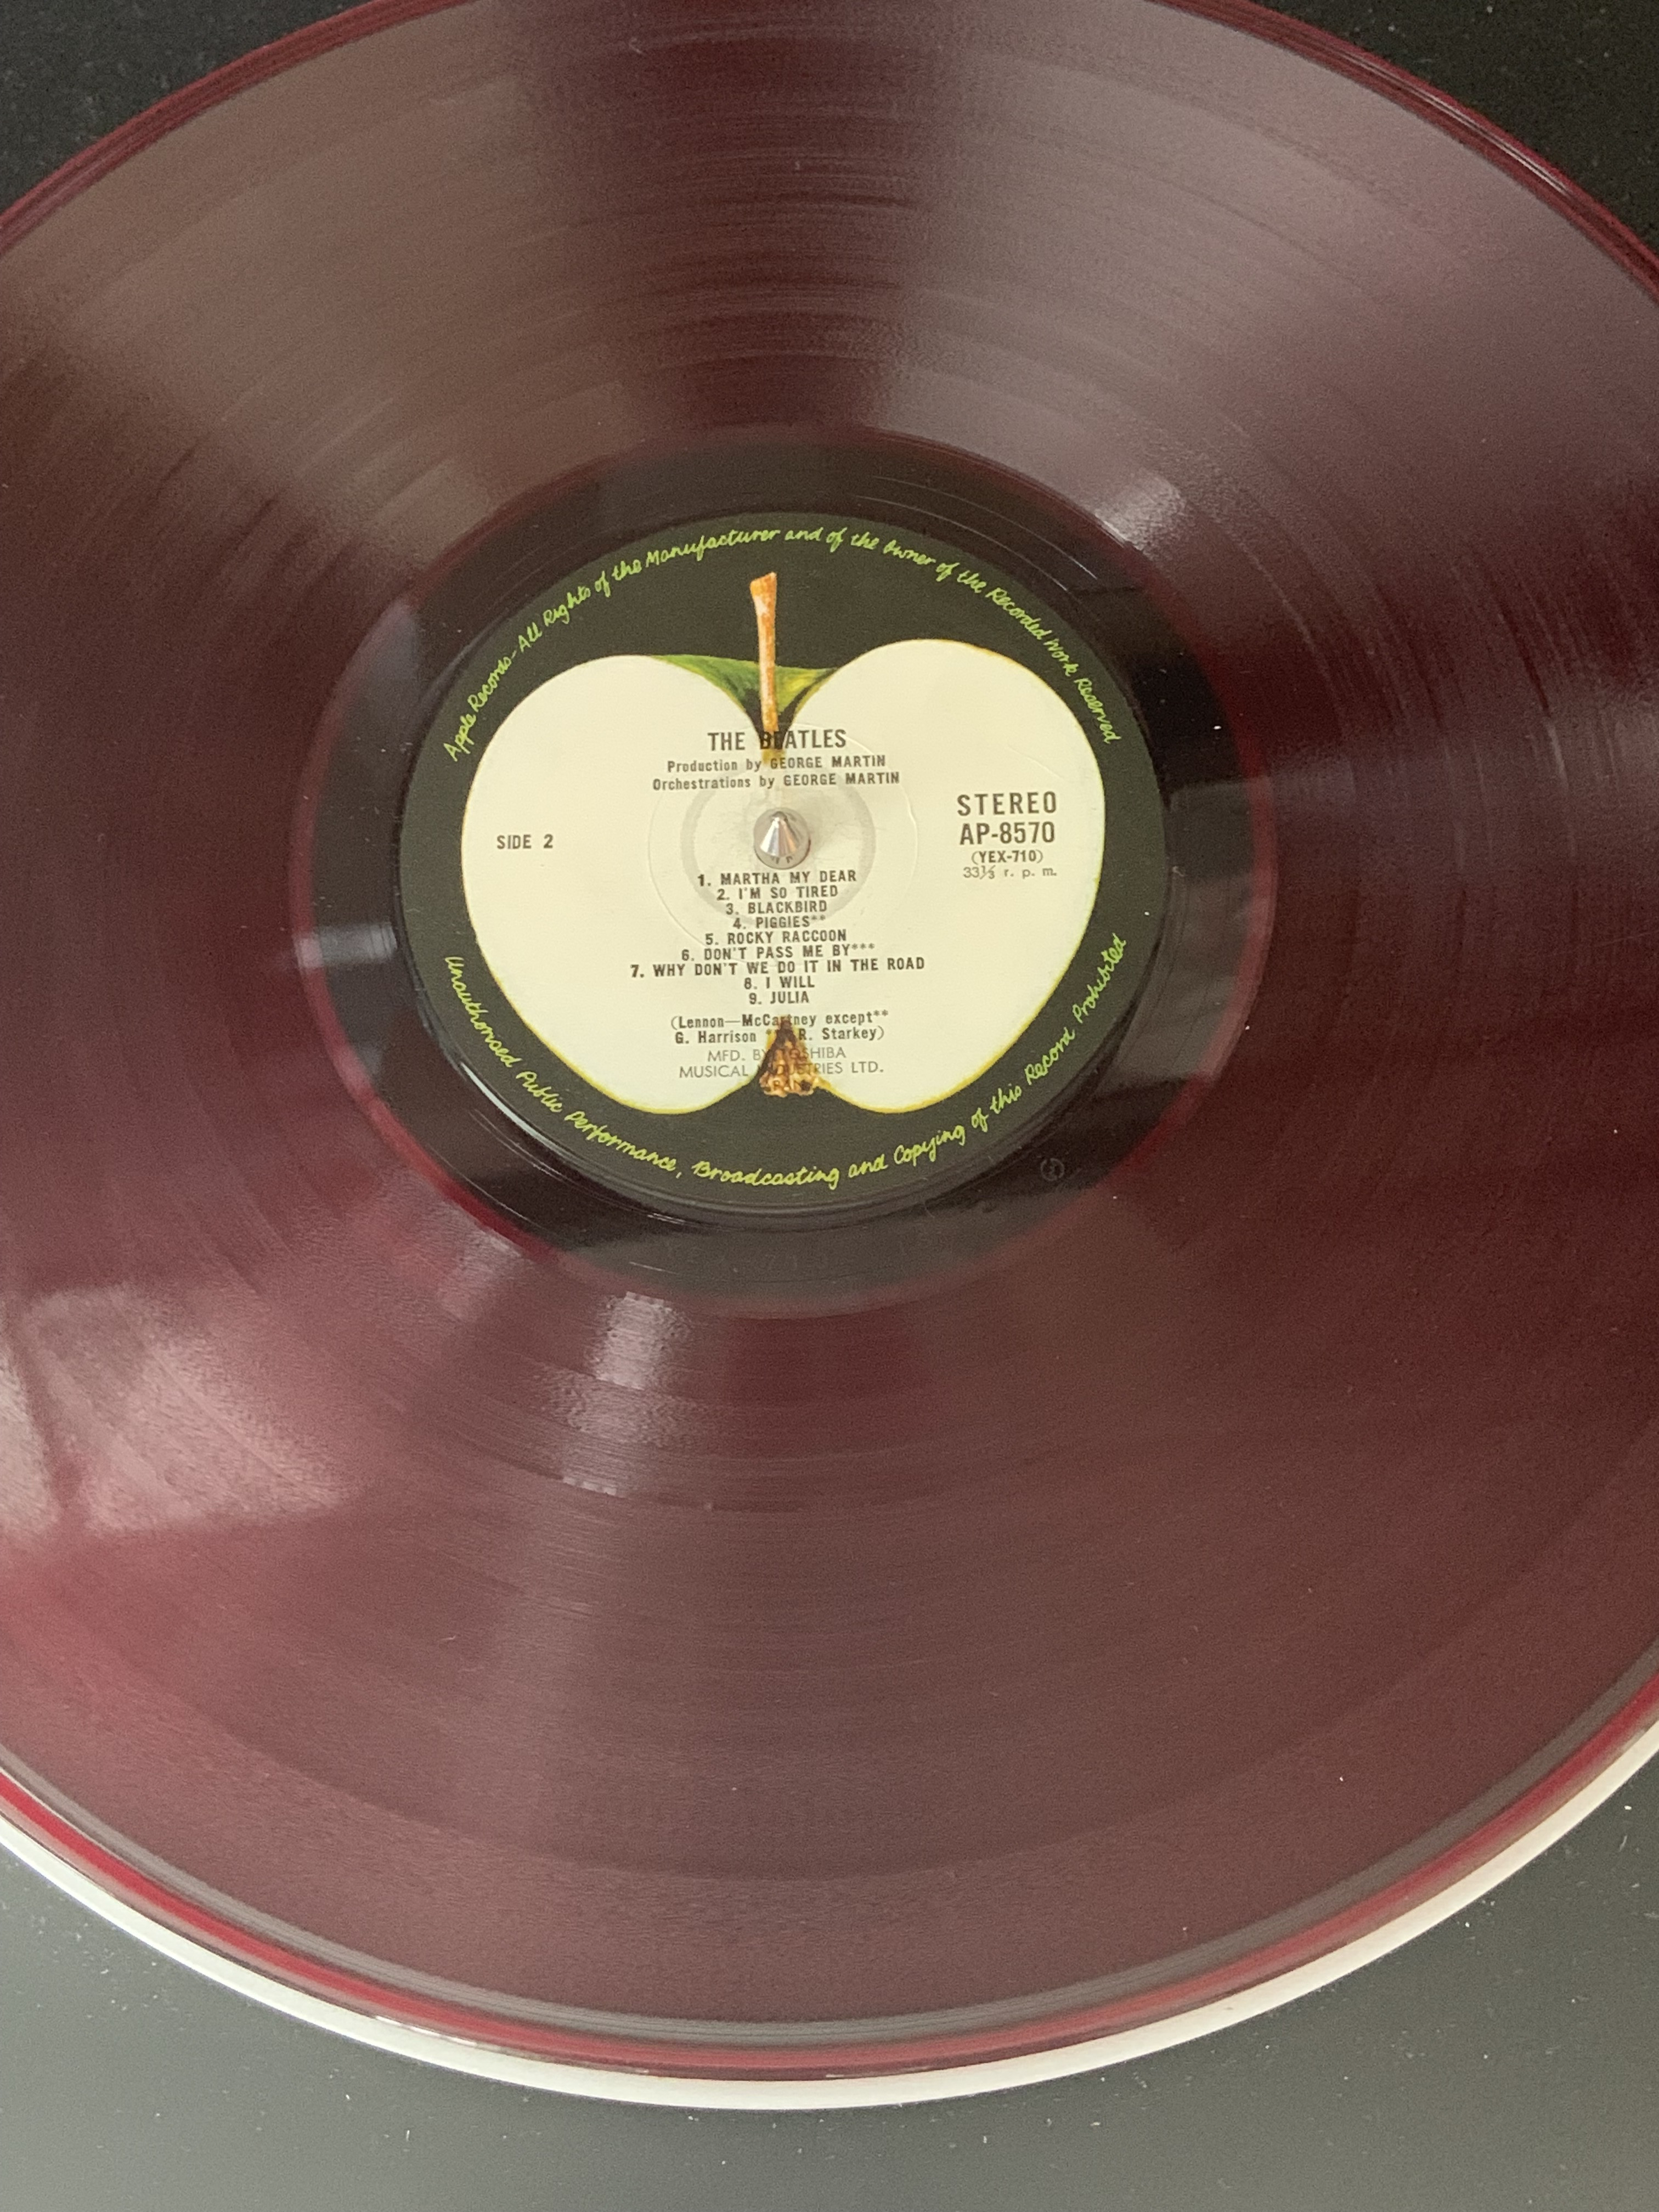 Apple Records-All Rights of the Manufacturer and of the Owner of the Recorded Work Reserved
THE BEATLES
Production by GEORGE MARTIN
Orchestrations by GEORGE MARTIN
SIDE 2
STEREO
AP-8570
(YEX-710)
33⅓ r. p. m.
1. MARTHA MY DEAR
2. I'M SO TIRED
3. BLACKBIRD
4. PIGGIES**
5. ROCKY RACCOON
6. DON'T PASS ME BY***
7. WHY DON'T WE DO IT IN THE ROAD
8. I WILL
9. JULIA
(Lennon—McCartney except**
G. Harrison *** R. Starkey)
MFD. BY TOSHIBA
MUSICAL INDUSTRIES LTD.
JAPAN
Unauthorised Public Performance, Broadcasting and Copying of this Record Prohibited